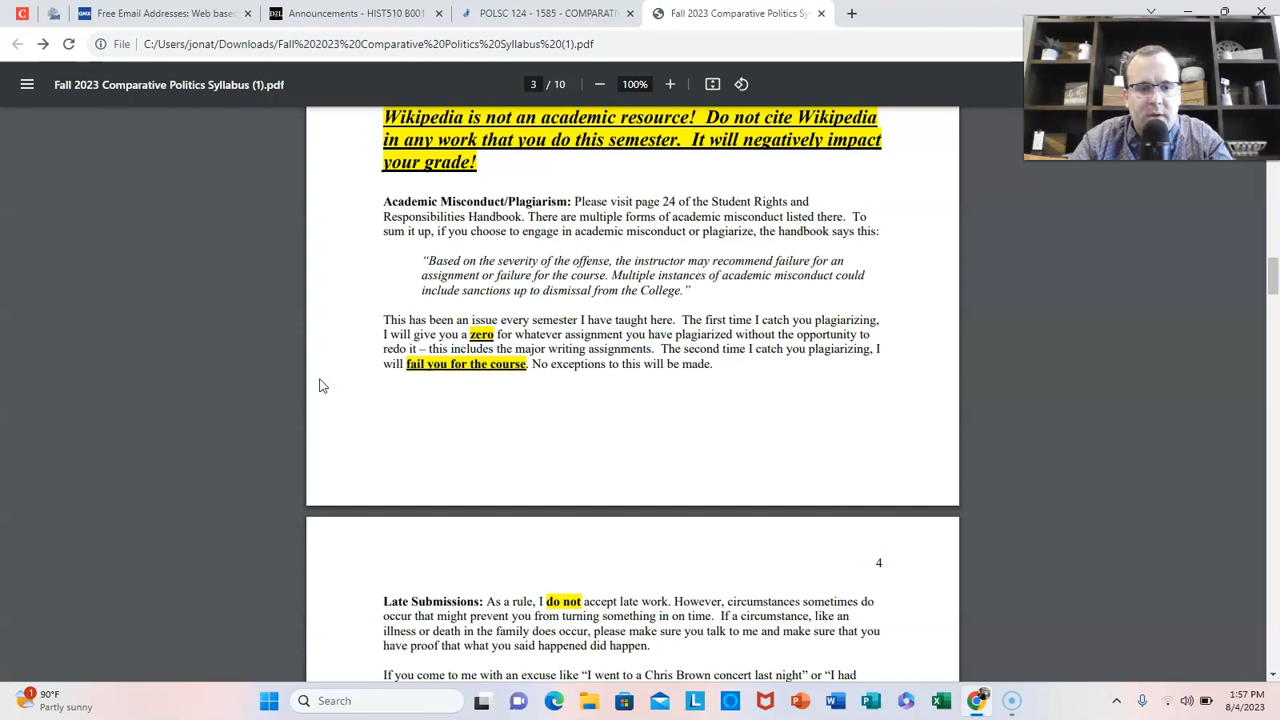 Free Email Addresses: Web based
Announcements - HIST510 B001
POLSC 124 - 1585 - COMPARATIV
Fall 2023 Comparative Politics Sy
File
C:/Users/jonat/Downloads/Fall%202023%20Comparative%20Politics%20Syllabus%20(1).pdf
Fall 2023 Comparative Politics Syllabus (1).pdf
3 / 10
100%
Wikipedia is not an academic resource! Do not cite Wikipedia
in any work that you do this semester. It will negatively impact
your grade!
Academic Misconduct/Plagiarism: Please visit page 24 of the Student Rights and
Responsibilities Handbook. There are multiple forms of academic misconduct listed there. To
sum it up, if you choose to engage in academic misconduct or plagiarize, the handbook says this:
“Based on the severity of the offense, the instructor may recommend failure for an
assignment or failure for the course. Multiple instances of academic misconduct could
include sanctions up to dismissal from the College.”
This has been an issue every semester I have taught here. The first time I catch you plagiarizing,
I will give you a zero for whatever assignment you have plagiarized without the opportunity to
redo it – this includes the major writing assignments. The second time I catch you plagiarizing, I
will fail you for the course. No exceptions to this will be made.
4
Late Submissions: As a rule, I do not accept late work. However, circumstances sometimes do
occur that might prevent you from turning something in on time. If a circumstance, like an
illness or death in the family does occur, please make sure you talk to me and make sure that you
have proof that what you said happened did happen.
If you come to me with an excuse like “I went to a Chris Brown concert last night” or “I had
1
90°F
Partly sunny
Search
1:57 PM
8/4/2023